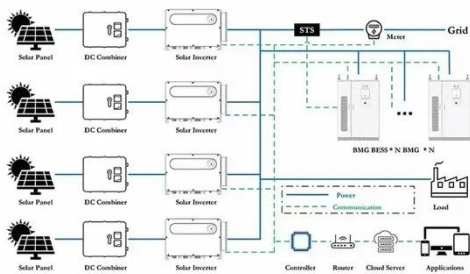 STS
Meter
Grid
Solar Panel
DC Combiner
Solar Inverter
Solar Panel
DC Combiner
Solar Inverter
BMG BESS * N BMG * N
Solar Panel
DC Combiner
Solar Inverter
Power
Communication
Load
Solar Panel
DC Combiner
Solar Inverter
Controller
Router
Cloud Server
Applications